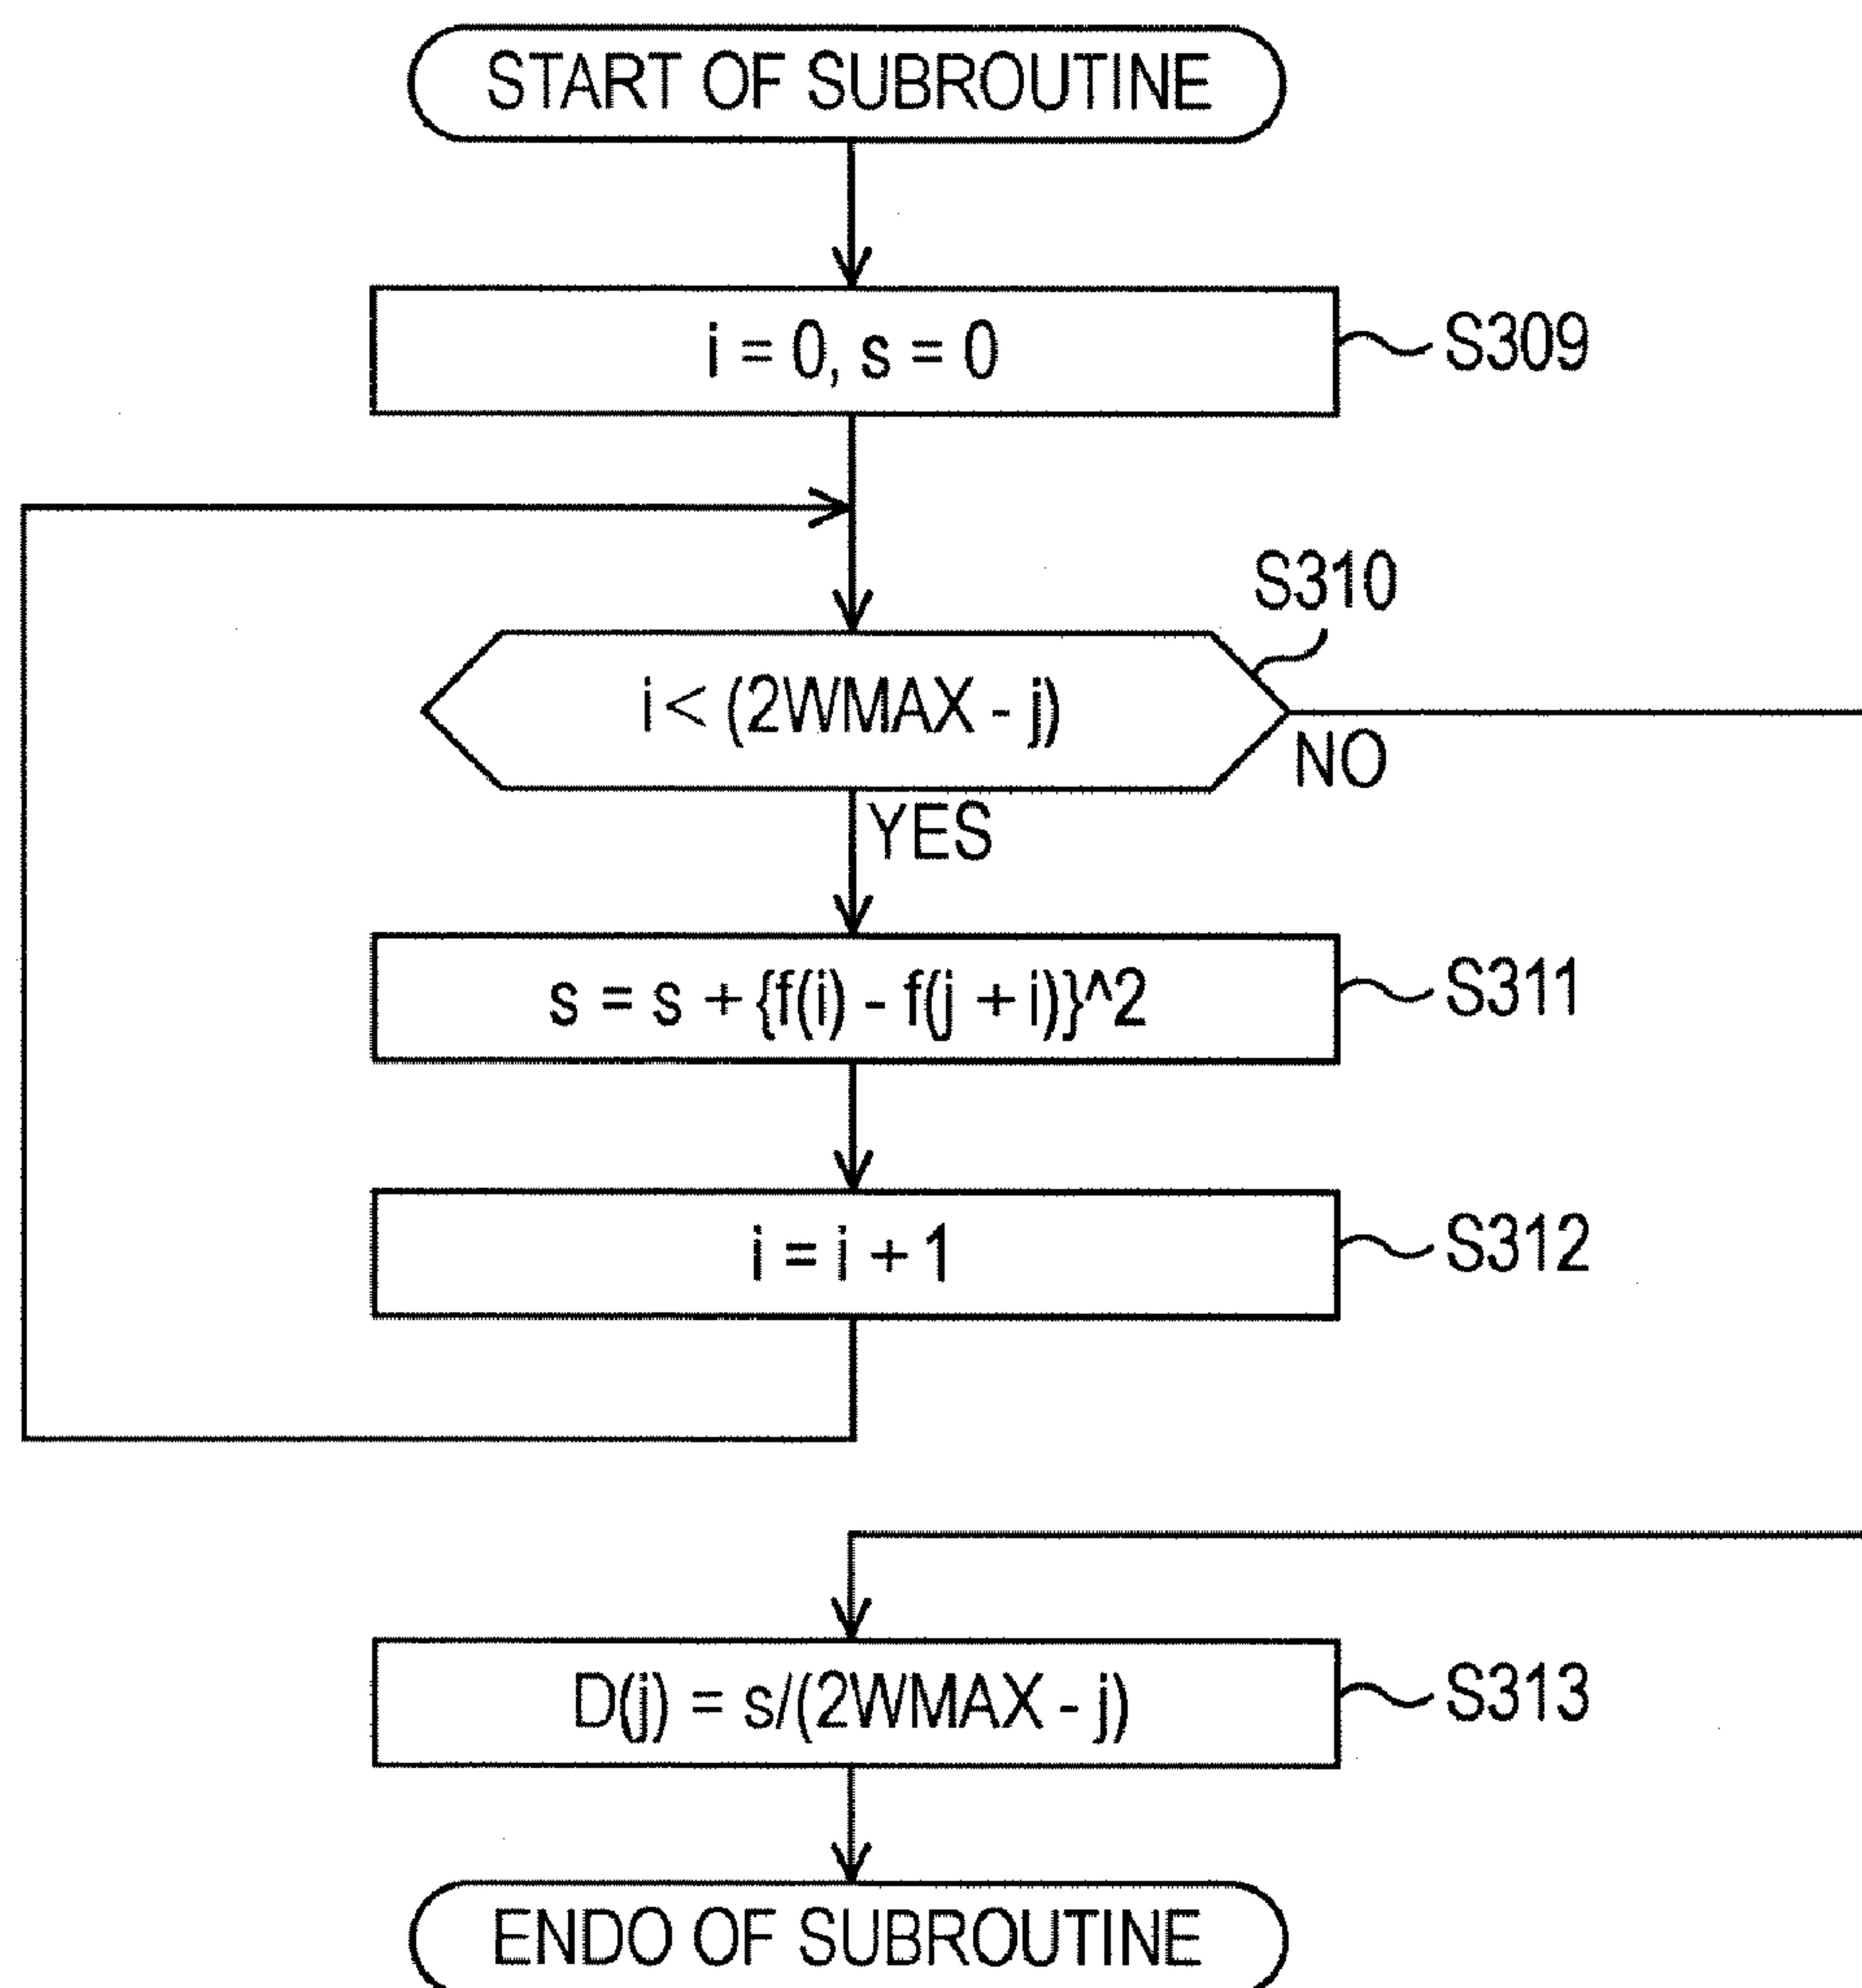 START OF SUBROUTINE
i = 0, s = 0
S309
S310
i < (2WMAX - j)
NO
YES
s = s + {f(i) - f(j + i)}^2
S311
i = i + 1
S312
D(j) = s/(2WMAX - j)
S313
ENDO OF SUBROUTINE